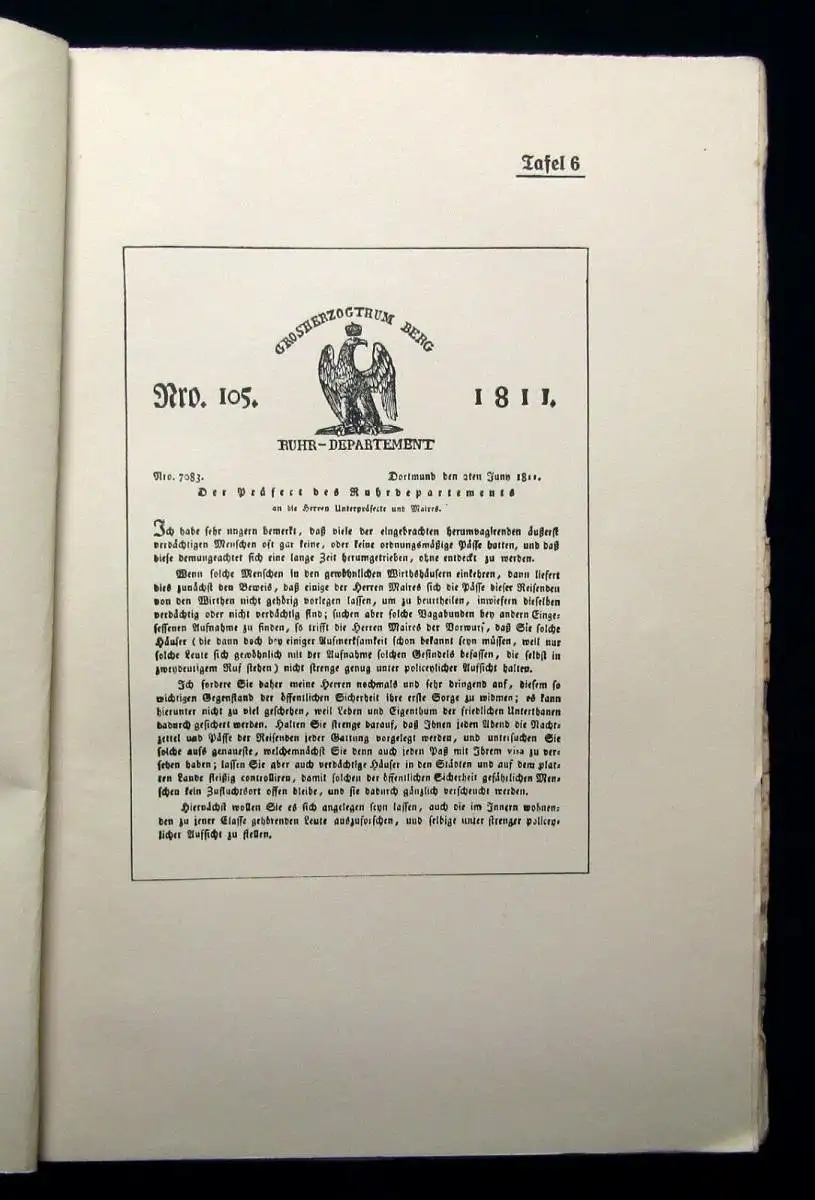 Tafel 6
GROSHERZOGTHUM BERG
Nro. 105.
1811.
RUHR-DEPARTEMENT
Nro. 7083. Dortmund den 2ten Juny 1811.
Der Präfect des Ruhrdepartements
an die Herren Unterpräfecte und Maires.
Ich habe sehr ungern bemerkt, daß viele der eingebrachten herumvagirenden äußerst
verdächtigen Menschen oft gar keine, oder keine ordnungsmäßige Pässe hatten, und daß
diese demungeachtet sich eine lange Zeit herumgetrieben, ohne entdeckt zu werden.
Wenn solche Menschen in den gewöhnlichen Wirthshäusern einkehren, dann liefert
dies zunächst den Beweis, daß einige der Herren Maires sich die Pässe dieser Reisenden
von den Wirthen nicht gehörig vorlegen lassen, um zu beurtheilen, inwiefern dieselben
verdächtig oder nicht verdächtig sind; suchen aber solche Vagabunden bey andern Einge-
sessenen Aufnahme zu finden, so trifft die Herren Maires der Vorwurf, daß Sie solche
Häuser (die dann doch bey einiger Aufmerksamkeit schon bekannt seyn müssen, weil nur
solche Leute sich gewöhnlich mit der Aufnahme solchen Gesindels befassen, die selbst in
zweydeutigem Ruf stehen) nicht strenge genug unter policeylicher Aufsicht halten.
Ich fordere Sie daher meine Herren nochmals und sehr dringend auf, diesem so
wichtigen Gegenstand der öffentlichen Sicherheit ihre erste Sorge zu widmen; es kann
hierunter nicht zu viel geschehen, weil Leben und Eigenthum der friedlichen Unterthanen
dadurch gesichert werden. Halten Sie strenge darauf, daß Ihnen jeden Abend die Nacht-
zettel und Pässe der Reisenden jeder Gattung vorgelegt werden, und untersuchen Sie
solche aufs genaueste, welchemnächst Sie denn auch jeden Paß mit Ihrem visa zu ver-
sehen haben; lassen Sie aber auch verdächtige Häuser in den Städten und auf dem plat-
ten Lande fleißig controlliren, damit solchen der öffentlichen Sicherheit gefährlichen Men-
schen kein Zufluchtsort offen bleibe, und sie dadurch gänzlich verscheucht werden.
Hiernächst wollen Sie es sich angelegen seyn lassen, auch die im Innern wohnen-
den zu jener Classe gehörenden Leute auszuforschen, und selbige unter strenger policey-
licher Aufsicht zu stellen.